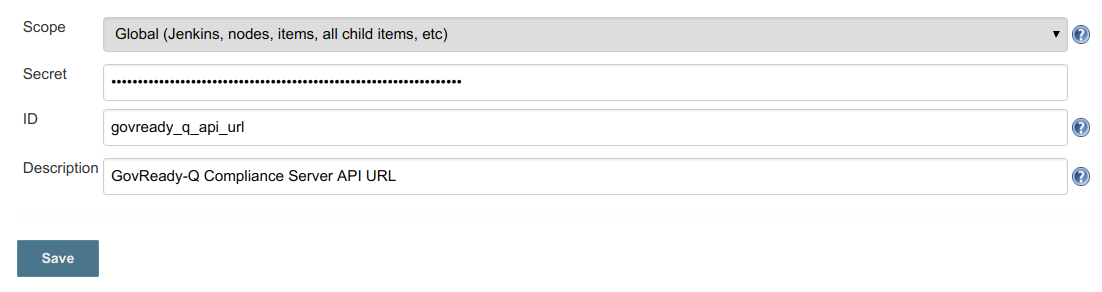 Scope
Global (Jenkins, nodes, items, all child items, etc)
Secret
ID
govready_q_api_url
Description
GovReady-Q Compliance Server API URL
Save